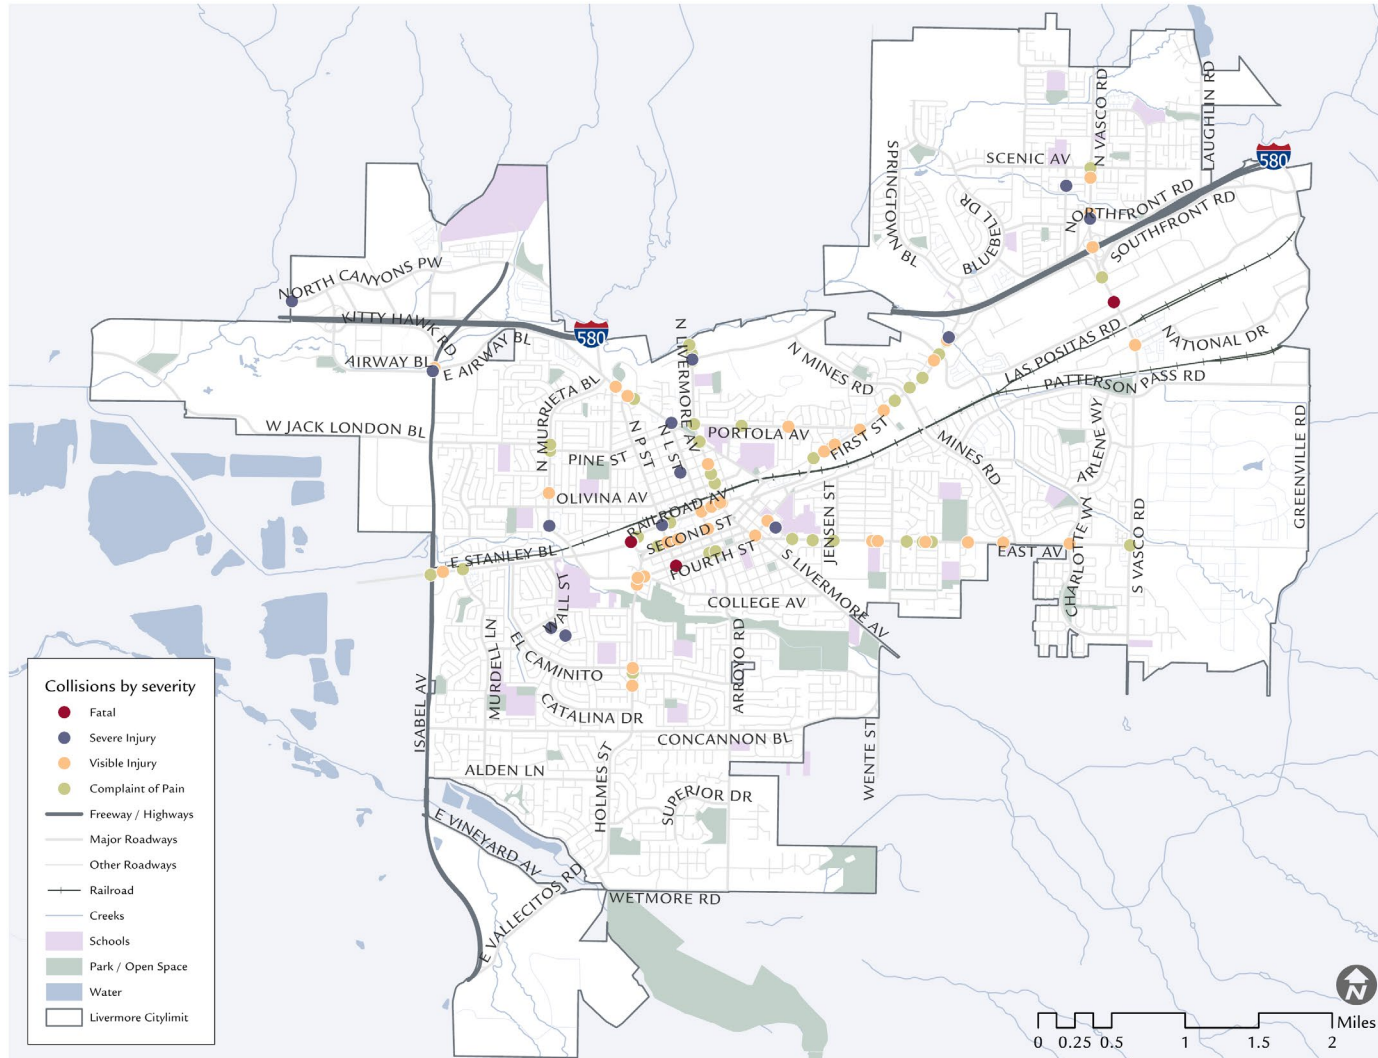 SCENIC AV
N VASCO RD
LAUGHLIN RD
580
SPRINGTOWN BL
BLUEBELL DR
NORTHFRONT RD
SOUTHFRONT RD
NORTH CANYONS PW
KITTY HAWK RD
580
AIRWAY BL
E AIRWAY BL
N LIVERMORE AV
N MINES RD
LAS POSITAS RD
NATIONAL DR
PATTERSON PASS RD
W JACK LONDON BL
N MURRIETA BL
N P ST
N L ST
PORTOLA AV
FIRST ST
MINES RD
ARLENE WY
GREENVILLE RD
PINE ST
OLIVINA AV
RAILROAD AV
SECOND ST
FOURTH ST
JENSEN ST
EAST AV
CHARLOTTE WY
S VASCO RD
E STANLEY BL
S LIVERMORE AV
COLLEGE AV
WALL ST
MURDELL LN
EL CAMINITO
ARROYO RD
CATALINA DR
ISABEL AV
CONCANNON BL
WENTE ST
ALDEN LN
HOLMES ST
SUPERIOR DR
E VINEYARD AV
E VALLECITOS RD
WETMORE RD
Collisions by severity
Fatal
Severe Injury
Visible Injury
Complaint of Pain
Freeway / Highways
Major Roadways
Other Roadways
Railroad
Creeks
Schools
Park / Open Space
Water
Livermore Citylimit
N
Miles
0 0.25 0.5 1 1.5 2